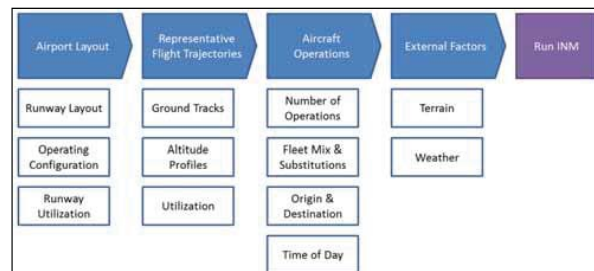 Airport Layout
Representative
Flight Trajectories
Aircraft
Operations
External Factors
Run INM
Runway Layout
Operating
Configuration
Runway
Utilization
Ground Tracks
Altitude
Profiles
Utilization
Number of
Operations
Fleet Mix &
Substitutions
Origin &
Destination
Time of Day
Terrain
Weather